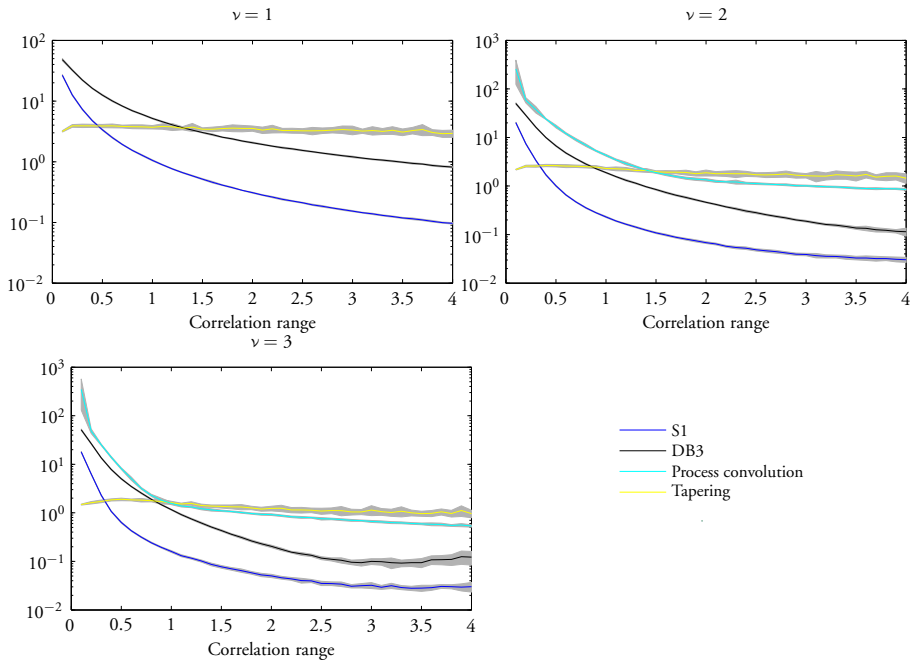 ν = 1
10^2
10^1
10^0
10^−1
10^−2
0.5 1 1.5 2 2.5 3 3.5 4
Correlation range
ν = 2
10^3
10^2
10^1
10^0
10^−1
10^−2
0 0.5 1 1.5 2 2.5 3 3.5 4
Correlation range
ν = 3
10^3
10^2
10^1
10^0
10^−1
10^−2
0 0.5 1 1.5 2 2.5 3 3.5 4
Correlation range
S1
DB3
Process convolution
Tapering